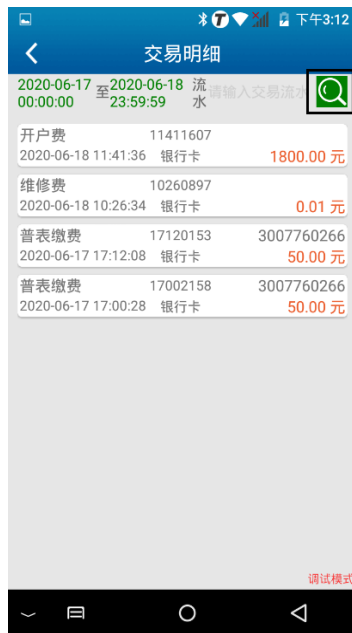 下午3:12
交易明细
2020-06-17 00:00:00 至 2020-06-18 23:59:59 流水 请输入交易流水
开户费 11411607
2020-06-18 11:41:36 银行卡 1800.00 元
维修费 10260897
2020-06-18 10:26:34 银行卡 0.01 元
普表缴费 17120153 3007760266
2020-06-17 17:12:08 银行卡 50.00 元
普表缴费 17002158 3007760266
2020-06-17 17:00:28 银行卡 50.00 元
调试模式